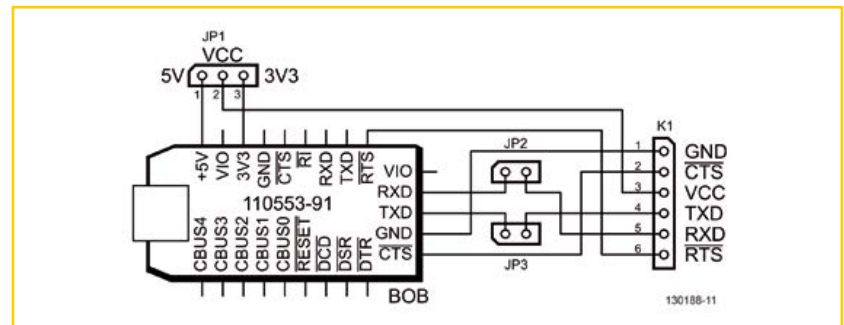 JP1
VCC
5V 3V3
1 2 3
+5V VIO 3V3 GND CTS RI RXD TXD RTS
110553-91
VIO
RXD
TXD
GND
CTS
CBUS4 CBUS3 CBUS2 CBUS1 CBUS0 RESET DCD DSR DTR
BOB
JP2
JP3
K1
1 GND
2 CTS
3 VCC
4 TXD
5 RXD
6 RTS
130188-11